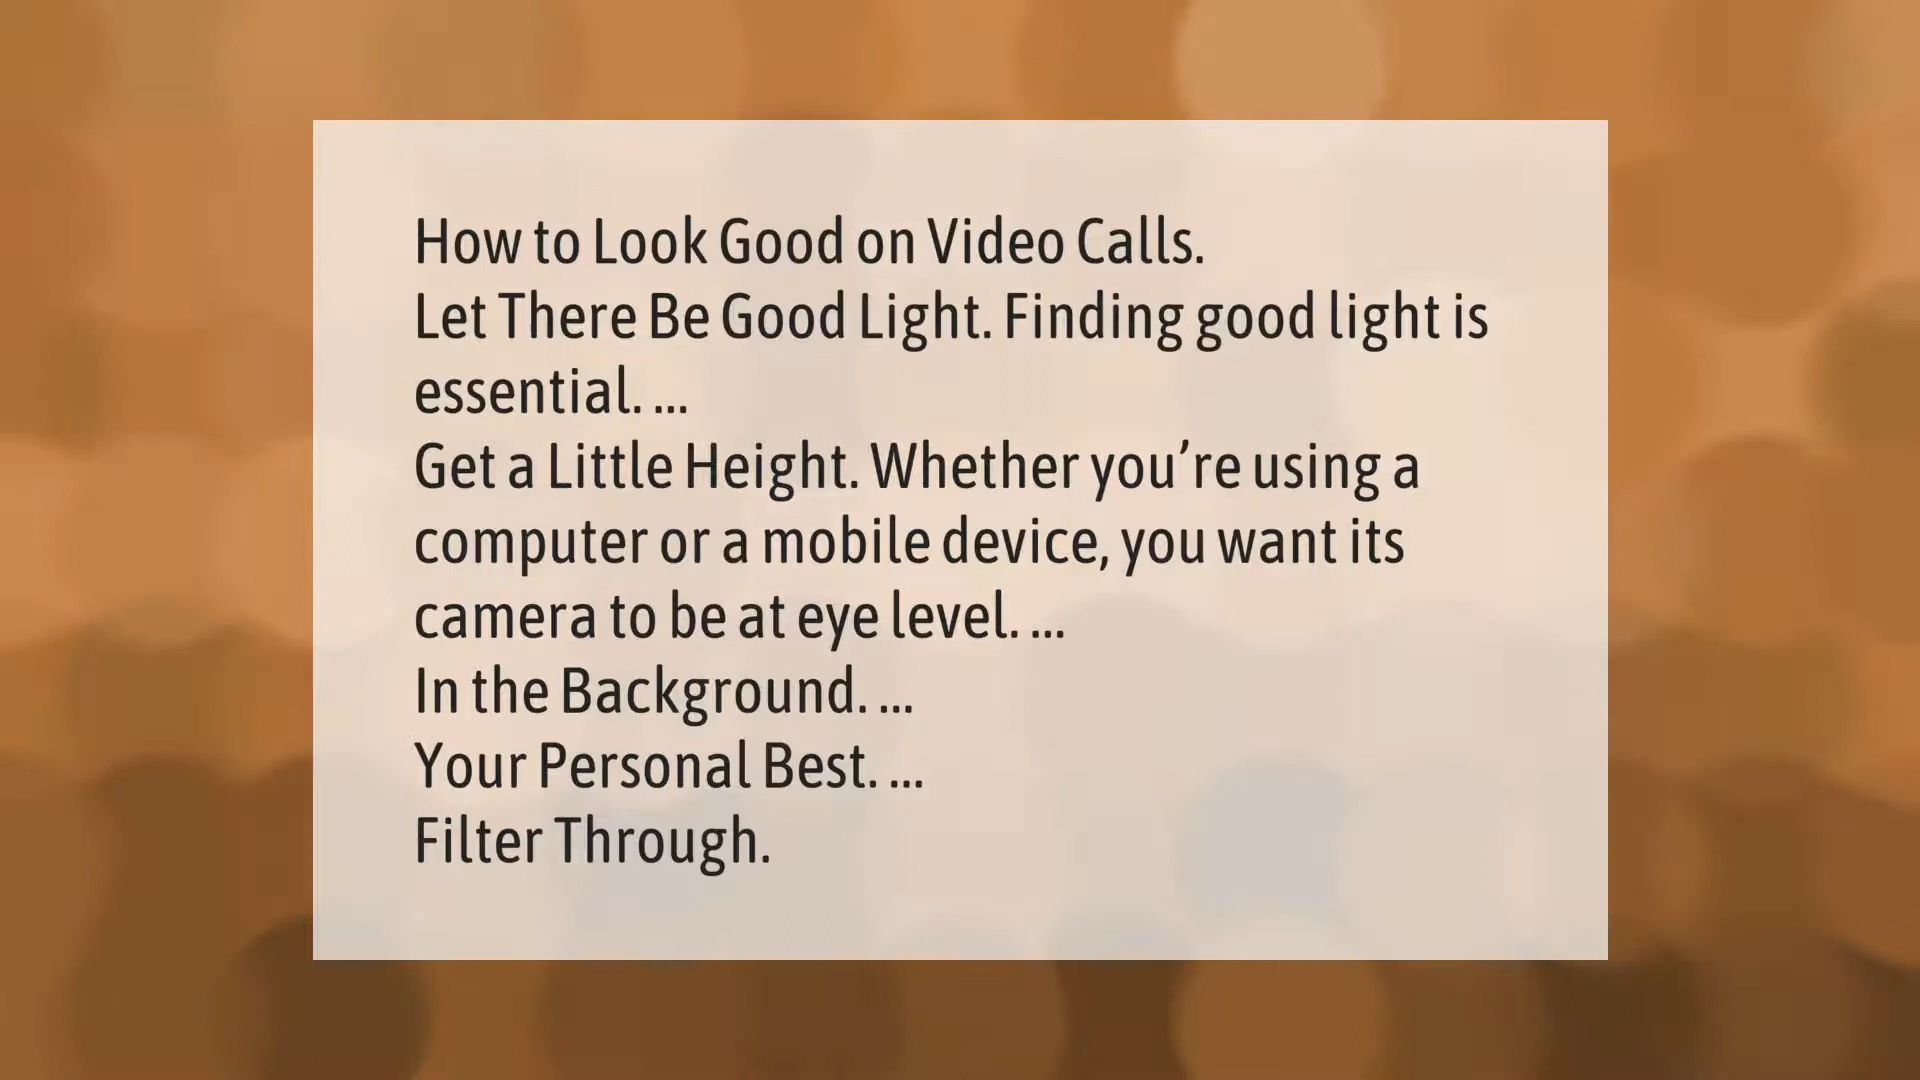 How to Look Good on Video Calls.
Let There Be Good Light. Finding good light is
essential. ...
Get a Little Height. Whether you’re using a
computer or a mobile device, you want its
camera to be at eye level. ...
In the Background. ...
Your Personal Best. ...
Filter Through.